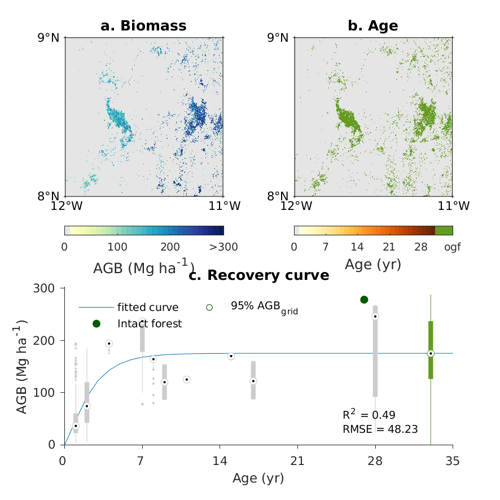 a. Biomass
b. Age
9°N
8°N
12°W
11°W
9°N
8°N
12°W
11°W
0 100 200 >300
AGB (Mg ha⁻¹)
0 7 14 21 28 ogf
Age (yr)
c. Recovery curve
fitted curve
Intact forest
95% AGB_grid
R² = 0.49
RMSE = 48.23
300
200
100
0
AGB (Mg ha⁻¹)
0 7 14 21 28 35
Age (yr)